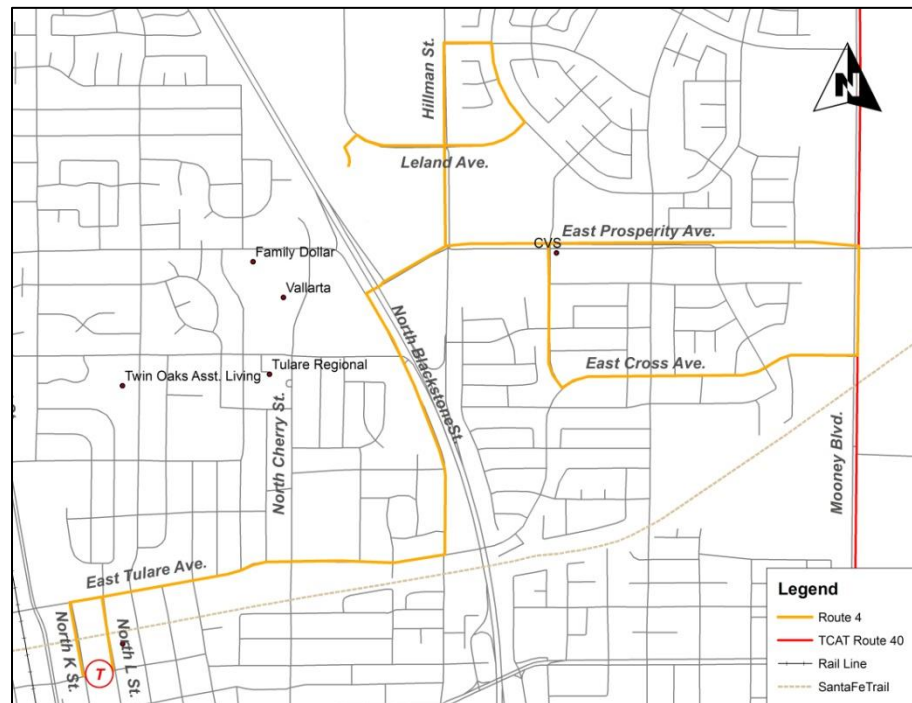 Hillman St.
N
Leland Ave.
East Prosperity Ave.
CVS
Family Dollar
Vallarta
North Blackstone St.
East Cross Ave.
Tulare Regional
Twin Oaks Asst. Living
North Cherry St.
Mooney Blvd.
East Tulare Ave.
North K St.
North L St.
T
Legend
Route 4
TCAT Route 40
Rail Line
SantaFeTrail